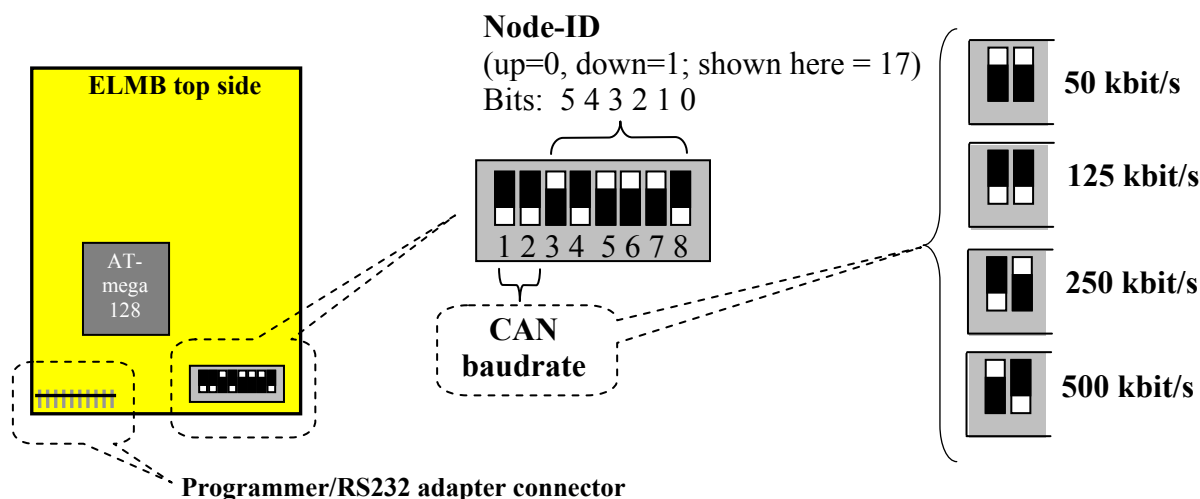 Node-ID
(up=0, down=1; shown here = 17)
Bits: 5 4 3 2 1 0
ELMB top side
AT-
mega
128
1 2 3 4 5 6 7 8
CAN
baudrate
50 kbit/s
125 kbit/s
250 kbit/s
500 kbit/s
Programmer/RS232 adapter connector